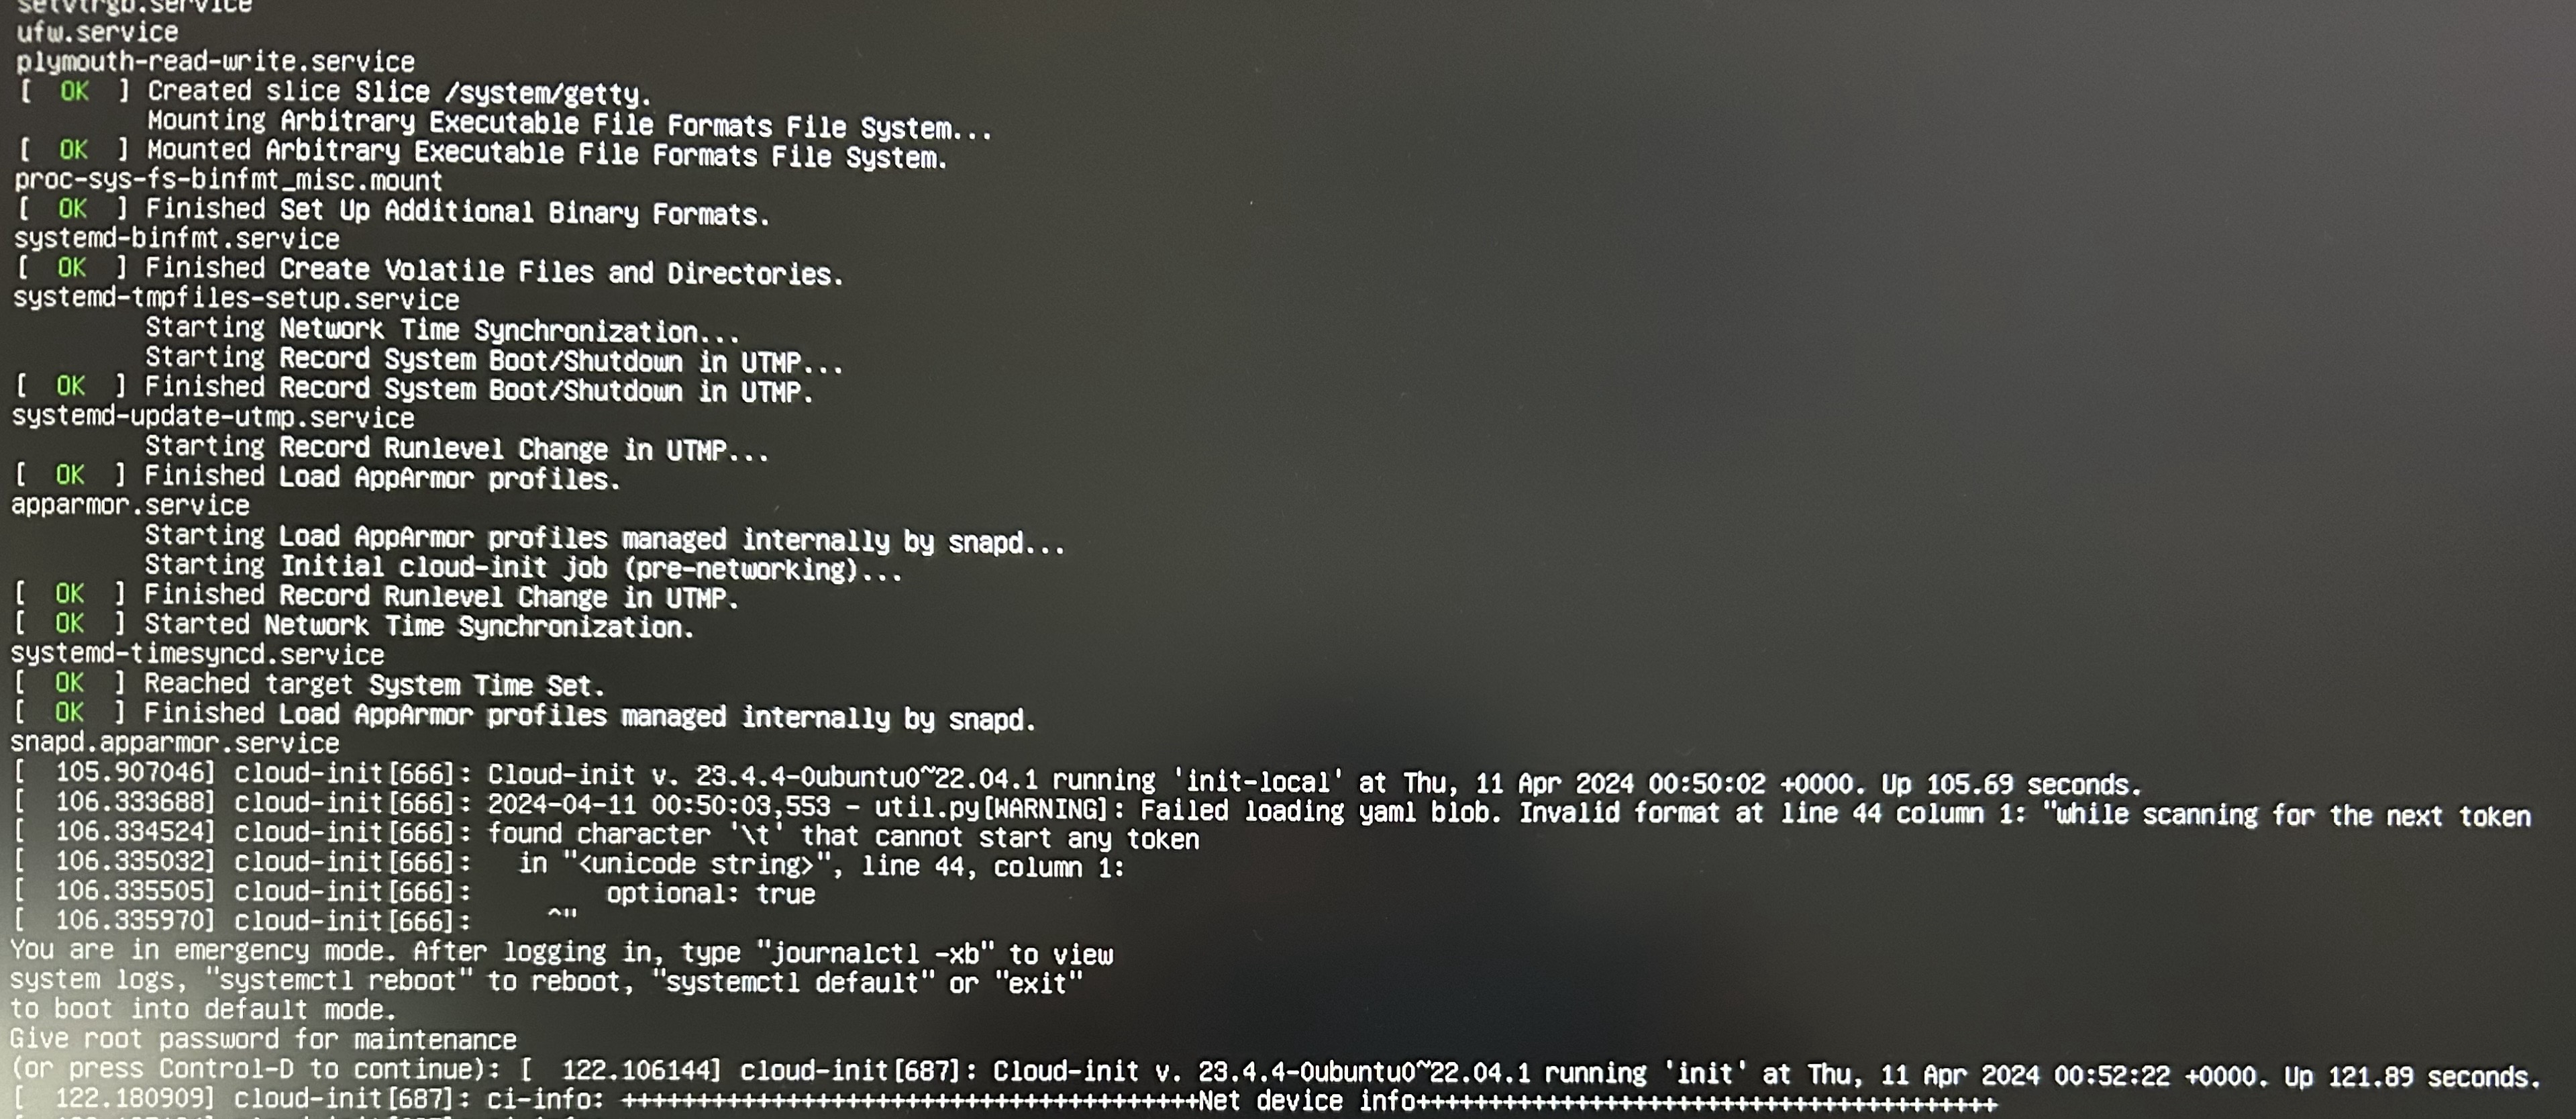 setvtrgb.service
ufw.service
plymouth-read-write.service
[  OK  ] Created slice Slice /system/getty.
         Mounting Arbitrary Executable File Formats File System...
[  OK  ] Mounted Arbitrary Executable File Formats File System.
proc-sys-fs-binfmt_misc.mount
[  OK  ] Finished Set Up Additional Binary Formats.
systemd-binfmt.service
[  OK  ] Finished Create Volatile Files and Directories.
systemd-tmpfiles-setup.service
         Starting Network Time Synchronization...
         Starting Record System Boot/Shutdown in UTMP...
[  OK  ] Finished Record System Boot/Shutdown in UTMP.
systemd-update-utmp.service
         Starting Record Runlevel Change in UTMP...
[  OK  ] Finished Load AppArmor profiles.
apparmor.service
         Starting Load AppArmor profiles managed internally by snapd...
         Starting Initial cloud-init job (pre-networking)...
[  OK  ] Finished Record Runlevel Change in UTMP.
[  OK  ] Started Network Time Synchronization.
systemd-timesyncd.service
[  OK  ] Reached target System Time Set.
[  OK  ] Finished Load AppArmor profiles managed internally by snapd.
snapd.apparmor.service
[  105.907046] cloud-init[666]: Cloud-init v. 23.4.4-0ubuntu0~22.04.1 running 'init-local' at Thu, 11 Apr 2024 00:50:02 +0000. Up 105.69 seconds.
[  106.333688] cloud-init[666]: 2024-04-11 00:50:03,553 - util.py[WARNING]: Failed loading yaml blob. Invalid format at line 44 column 1: "while scanning for the next token
[  106.334524] cloud-init[666]: found character '\t' that cannot start any token
[  106.335032] cloud-init[666]:   in "<unicode string>", line 44, column 1:
[  106.335505] cloud-init[666]:         optional: true
[  106.335970] cloud-init[666]:     ^"
You are in emergency mode. After logging in, type "journalctl -xb" to view
system logs, "systemctl reboot" to reboot, "systemctl default" or "exit"
to boot into default mode.
Give root password for maintenance
(or press Control-D to continue): [  122.106144] cloud-init[687]: Cloud-init v. 23.4.4-0ubuntu0~22.04.1 running 'init' at Thu, 11 Apr 2024 00:52:22 +0000. Up 121.89 seconds.
[  122.180909] cloud-init[687]: ci-info: +++++++++++++++++++++++++++++++++++++++Net device info+++++++++++++++++++++++++++++++++++++++